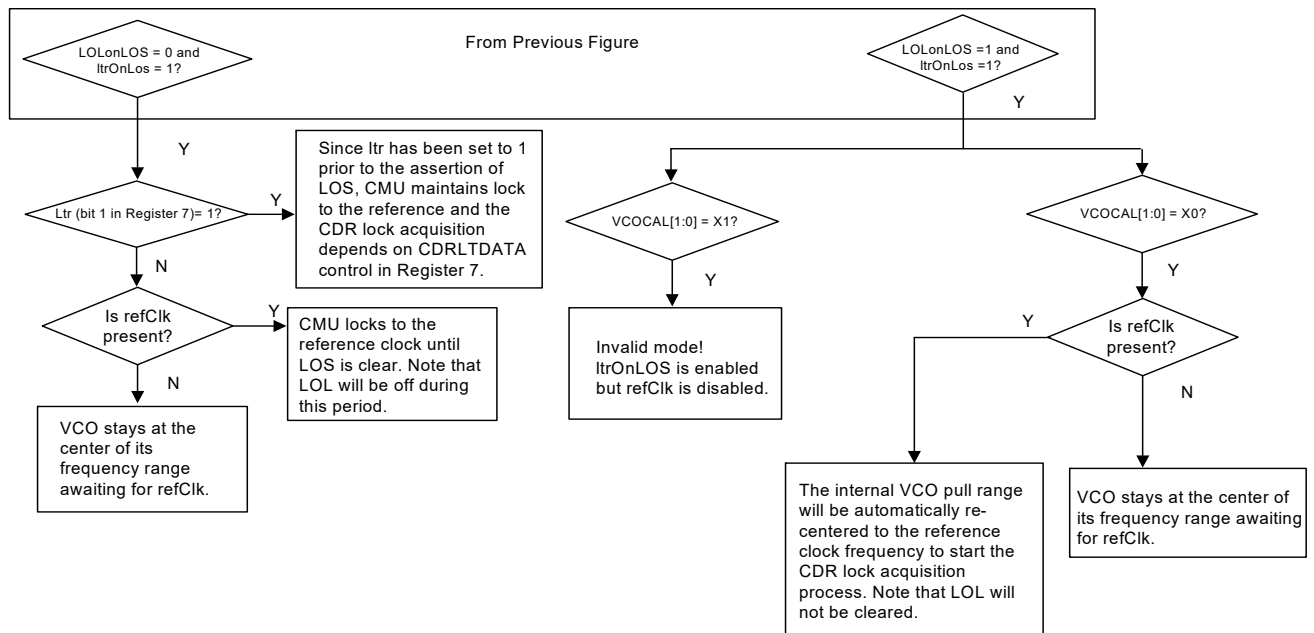 From Previous Figure
LOLonLOS = 0 and
ltrOnLos = 1?
LOLonLOS =1 and
ltrOnLos =1?
Y
Y
Ltr (bit 1 in Register 7)= 1?
Y
Since ltr has been set to 1
prior to the assertion of
LOS, CMU maintains lock
to the reference and the
CDR lock acquisition
depends on CDRLTDATA
control in Register 7.
N
Is refClk
present?
Y
CMU locks to the
reference clock until
LOS is clear. Note that
LOL will be off during
this period.
N
VCO stays at the
center of its
frequency range
awaiting for refClk.
VCOCAL[1:0] = X1?
Y
Invalid mode!
ltrOnLOS is enabled
but refClk is disabled.
VCOCAL[1:0] = X0?
Y
Is refClk
present?
Y
N
The internal VCO pull range
will be automatically re-
centered to the reference
clock frequency to start the
CDR lock acquisition
process. Note that LOL will
not be cleared.
VCO stays at the center of
its frequency range awaiting
for refClk.